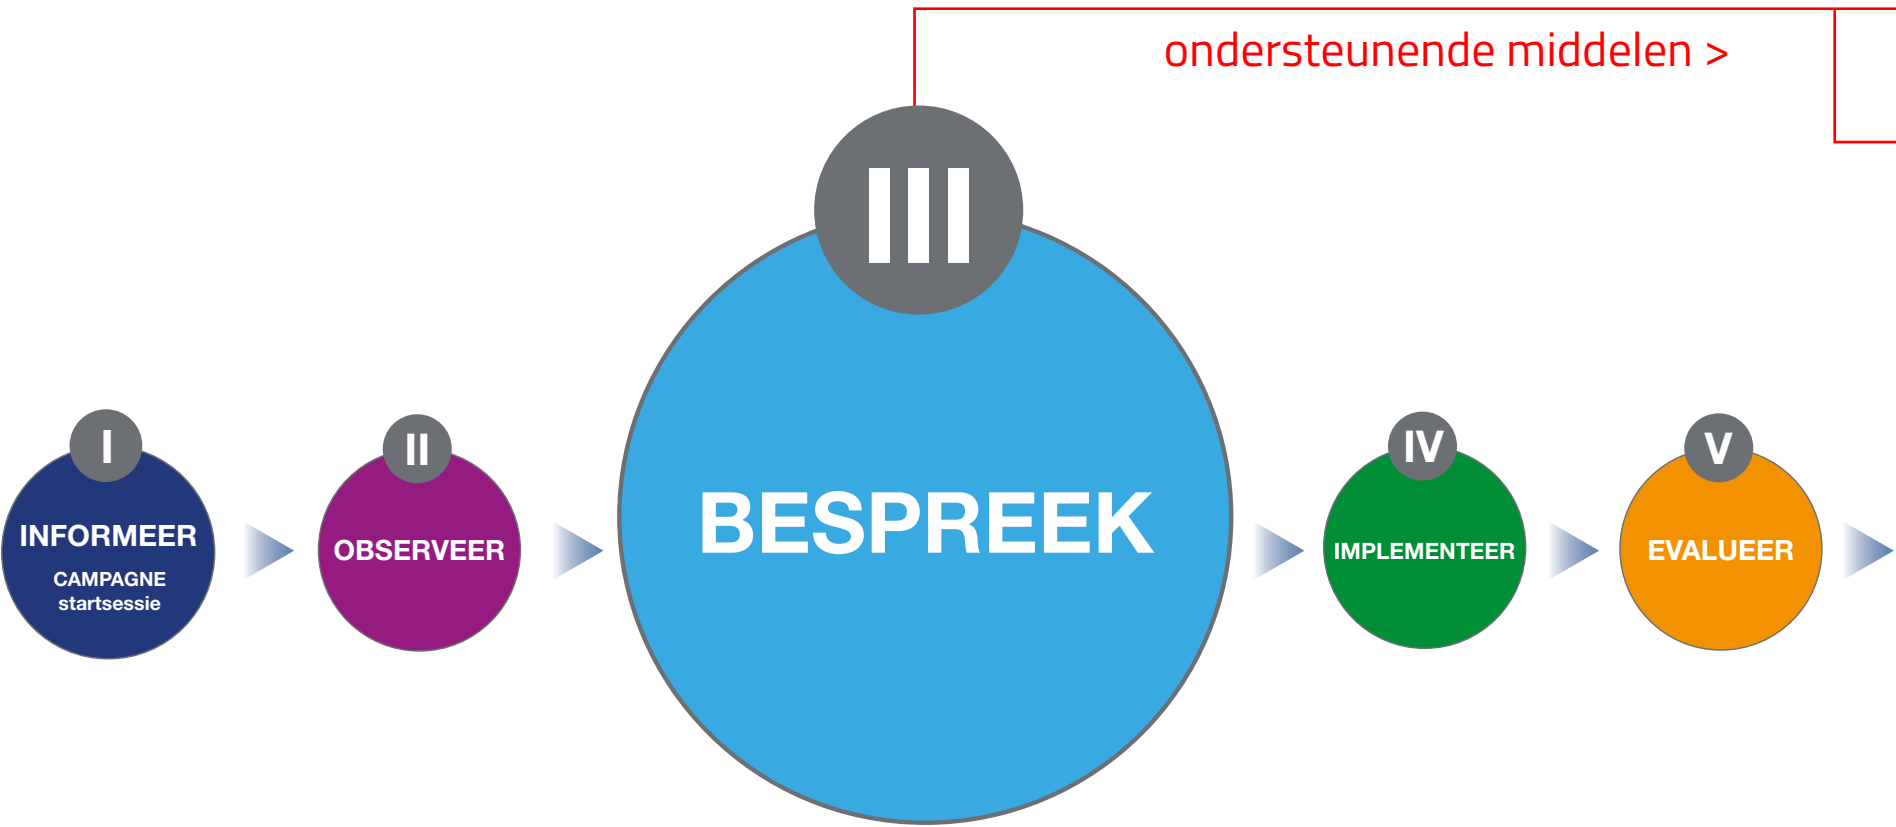 ondersteunende middelen >
I
INFORMEER
CAMPAGNE
startsessie
II
OBSERVEER
III
BESPREEK
IV
IMPLEMENTEER
V
EVALUEER